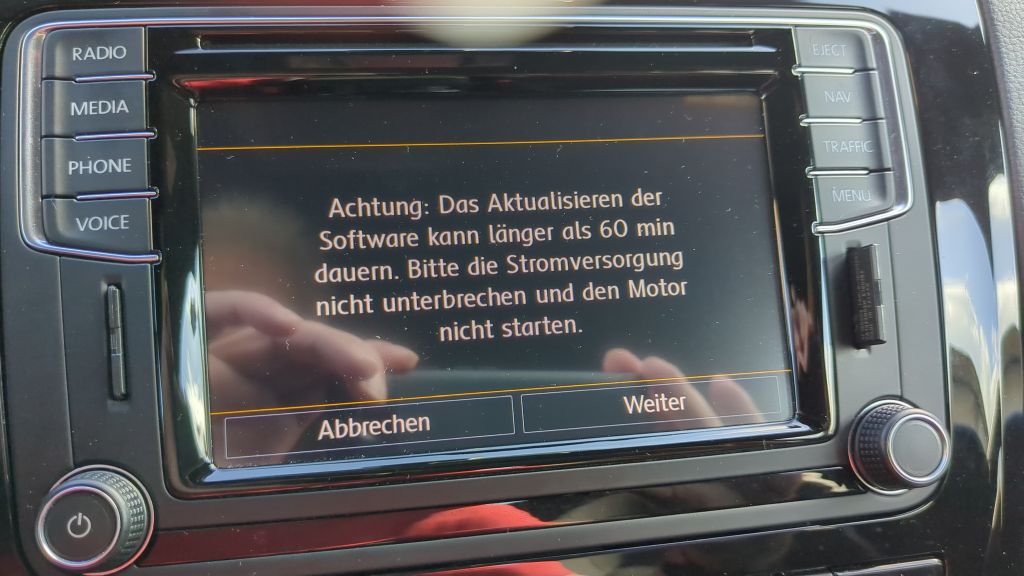 RADIO
MEDIA
PHONE
VOICE
EJECT
NAV
TRAFFIC
MENU
Achtung: Das Aktualisieren der
Software kann länger als 60 min
dauern. Bitte die Stromversorgung
nicht unterbrechen und den Motor
nicht starten.
Abbrechen
Weiter